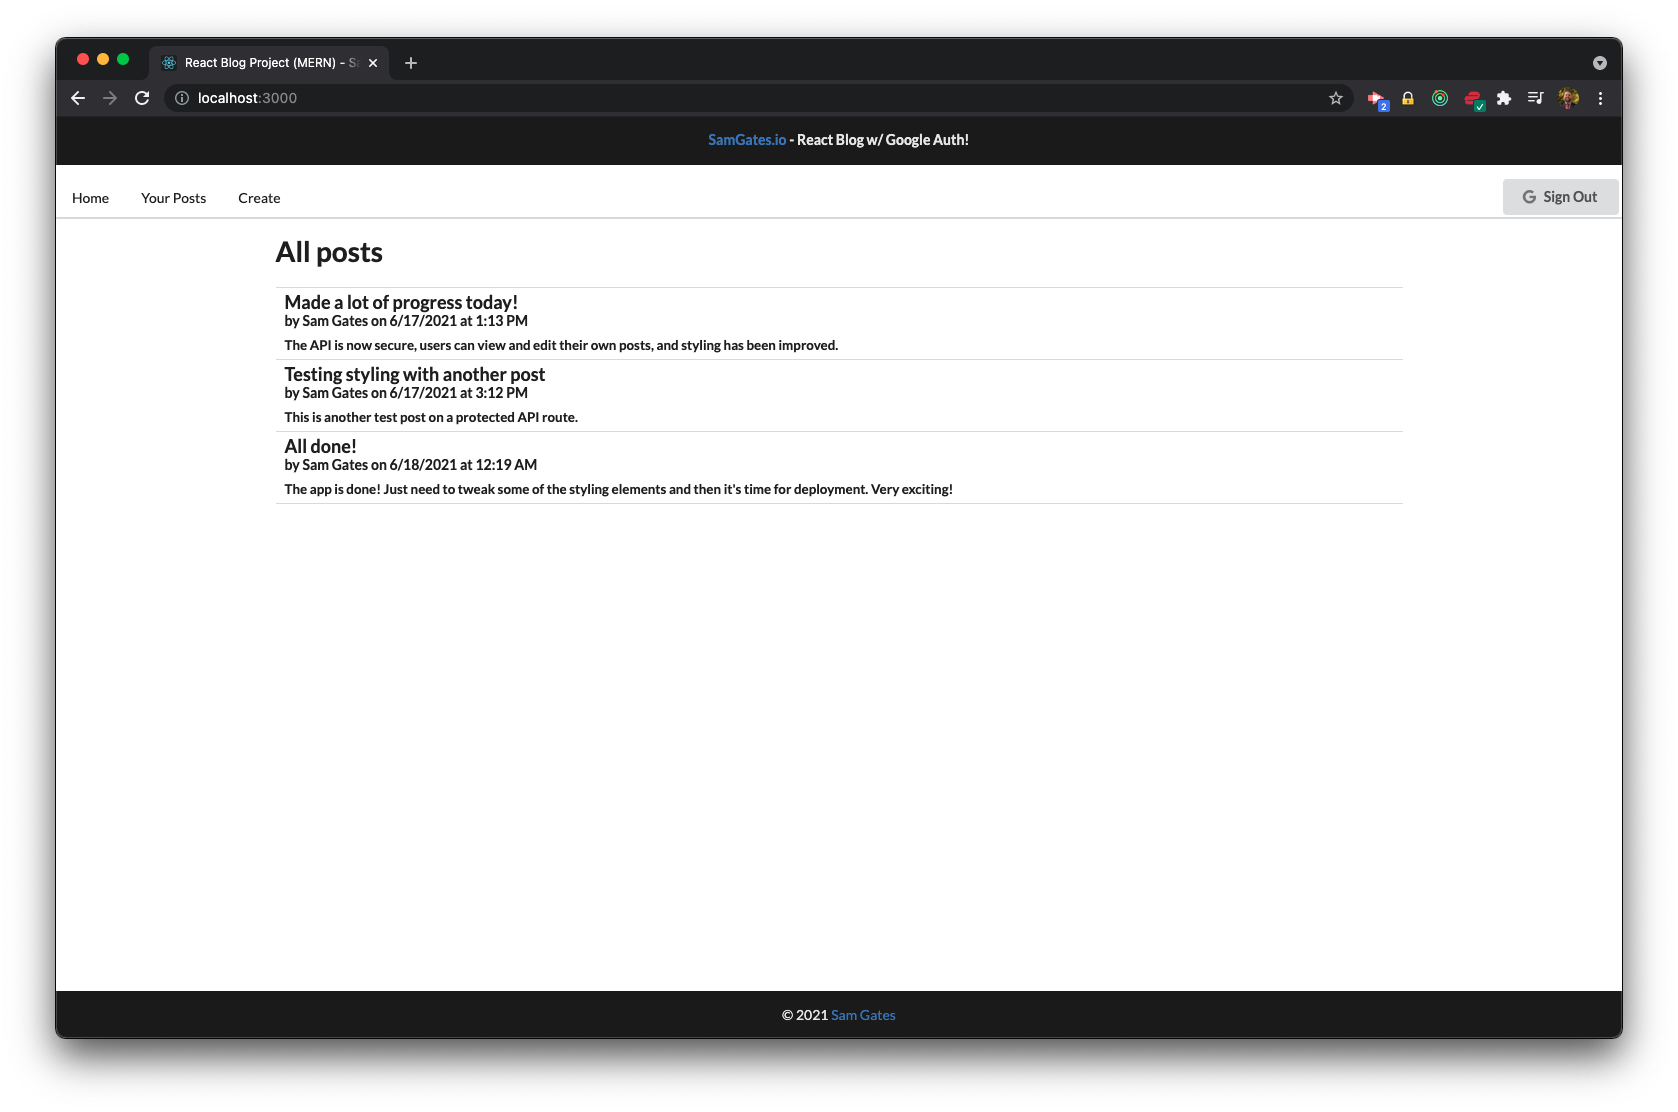 React Blog Project (MERN) - S
localhost:3000
2
SamGates.io - React Blog w/ Google Auth!
Home Your Posts Create
G Sign Out
All posts
Made a lot of progress today!
by Sam Gates on 6/17/2021 at 1:13 PM
The API is now secure, users can view and edit their own posts, and styling has been improved.
Testing styling with another post
by Sam Gates on 6/17/2021 at 3:12 PM
This is another test post on a protected API route.
All done!
by Sam Gates on 6/18/2021 at 12:19 AM
The app is done! Just need to tweak some of the styling elements and then it's time for deployment. Very exciting!
© 2021 Sam Gates